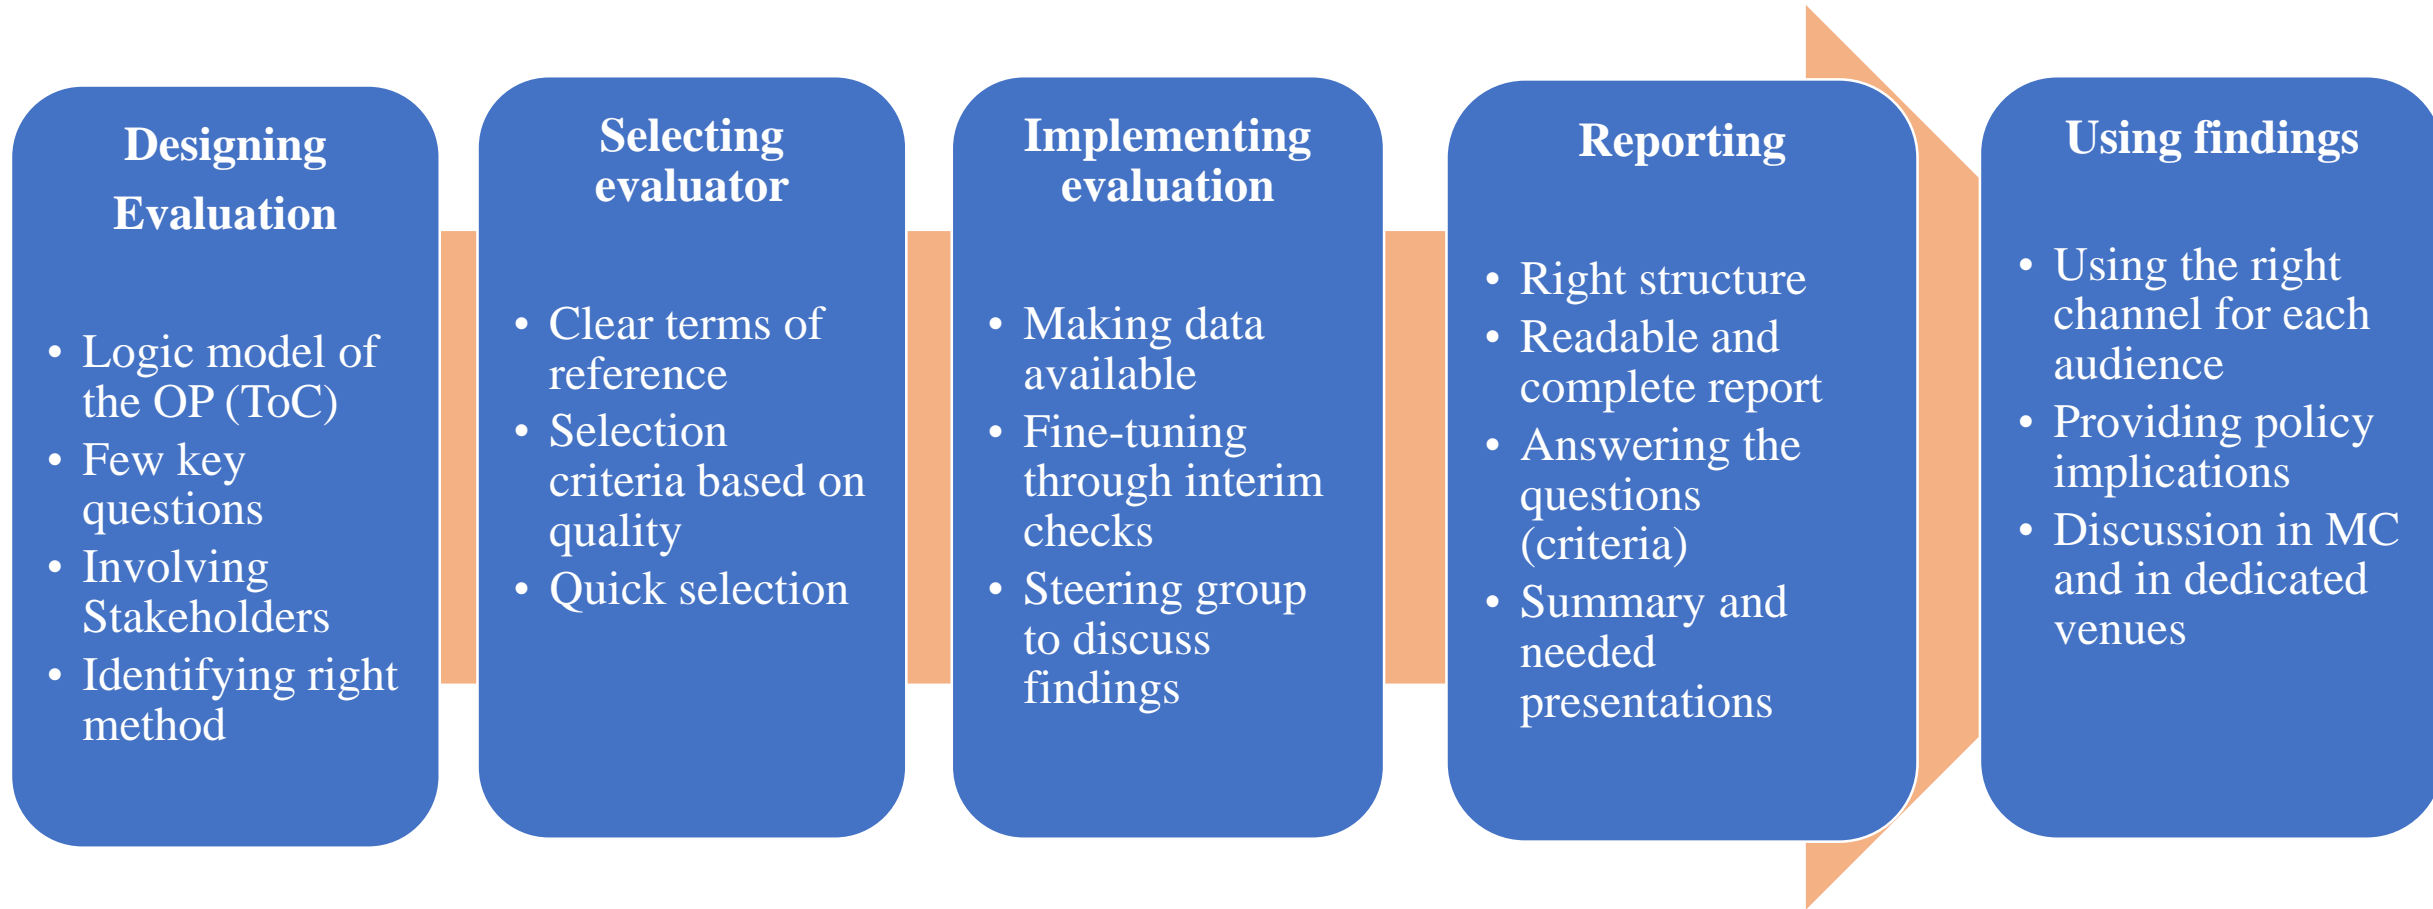 Designing
Evaluation
• Logic model of
the OP (ToC)
• Few key
questions
• Involving
Stakeholders
• Identifying right
method
Selecting
evaluator
• Clear terms of
reference
• Selection
criteria based on
quality
• Quick selection
Implementing
evaluation
• Making data
available
• Fine-tuning
through interim
checks
• Steering group
to discuss
findings
Reporting
• Right structure
• Readable and
complete report
• Answering the
questions
(criteria)
• Summary and
needed
presentations
Using findings
• Using the right
channel for each
audience
• Providing policy
implications
• Discussion in MC
and in dedicated
venues